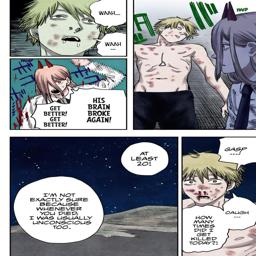 WAAH...
WAAH
...
GET
BETTER!
GET
BETTER!
HIS
BRAIN
BROKE
AGAIN!
AT
LEAST
20!
I'M NOT
EXACTLY SURE
BECAUSE
WHENEVER
YOU DIED,
I WAS USUALLY
UNCONSCIOUS
TOO.
GASP
...!
OAUGH
...
HOW
MANY
TIMES
DID I
GET
KILLED
TODAY?!